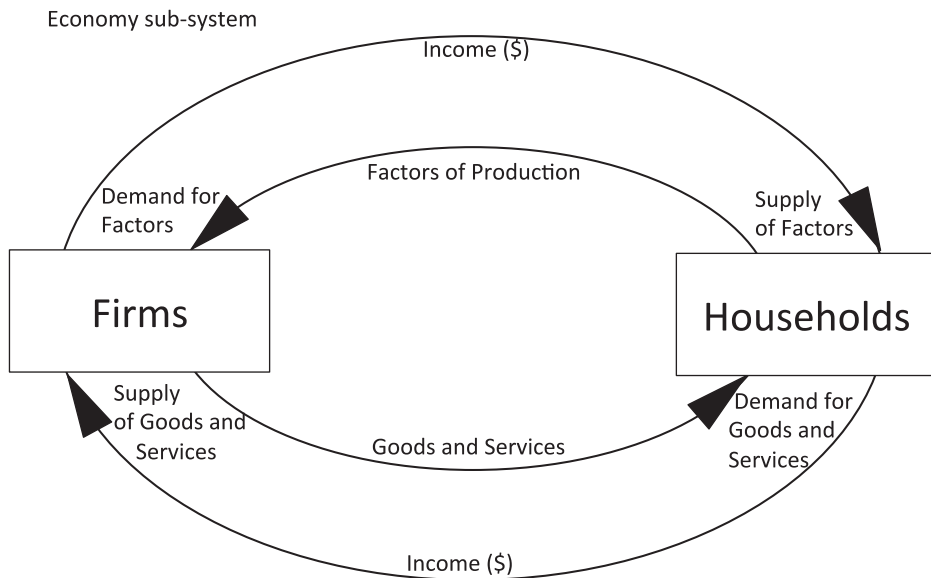 Economy sub-system
Income ($)
Factors of Production
Demand for
Factors
Supply
of Factors
Firms
Households
Supply
of Goods and
Services
Goods and Services
Demand for
Goods and
Services
Income ($)